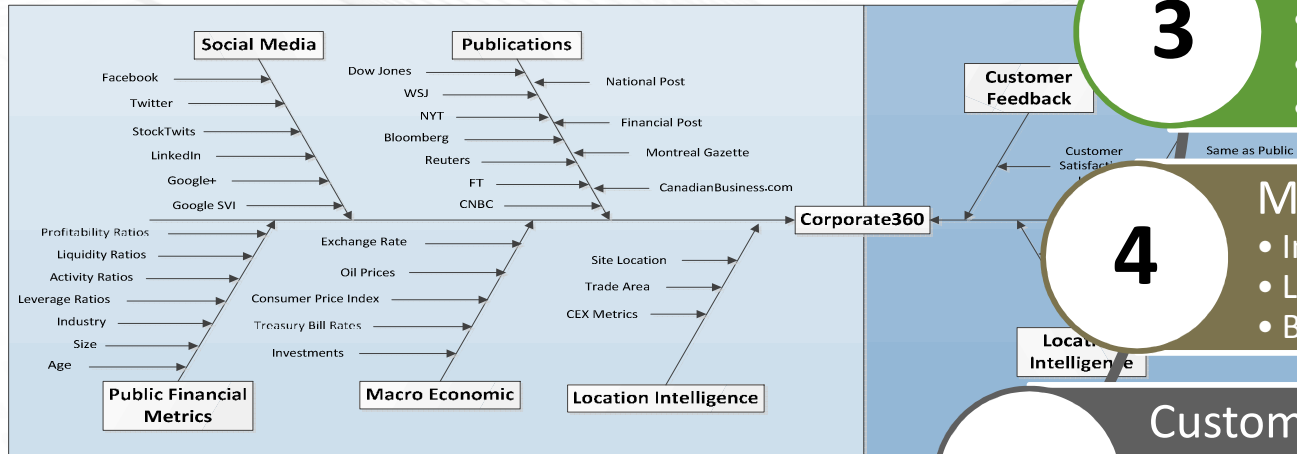 Social Media
Facebook
Twitter
StockTwits
LinkedIn
Google+
Google SVI
Publications
Dow Jones
WSJ
NYT
Bloomberg
Reuters
FT
CNBC
National Post
Financial Post
Montreal Gazette
CanadianBusiness.com
Profitability Ratios
Liquidity Ratios
Activity Ratios
Leverage Ratios
Industry
Size
Age
Public Financial
Metrics
Exchange Rate
Oil Prices
Consumer Price Index
Treasury Bill Rates
Investments
Macro Economic
Site Location
Trade Area
CEX Metrics
Location Intelligence
Corporate360
Customer
Feedback
Customer
Same as Public
Intelligence
3
4